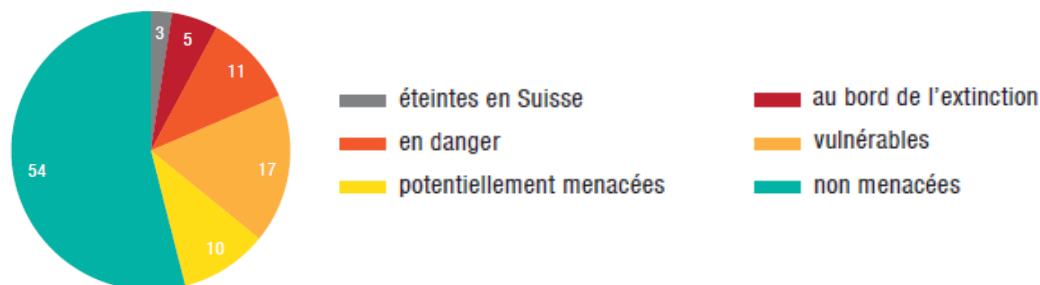 3
5
11
17
10
54
éteintes en Suisse
au bord de l'extinction
en danger
vulnérables
potentiellement menacées
non menacées